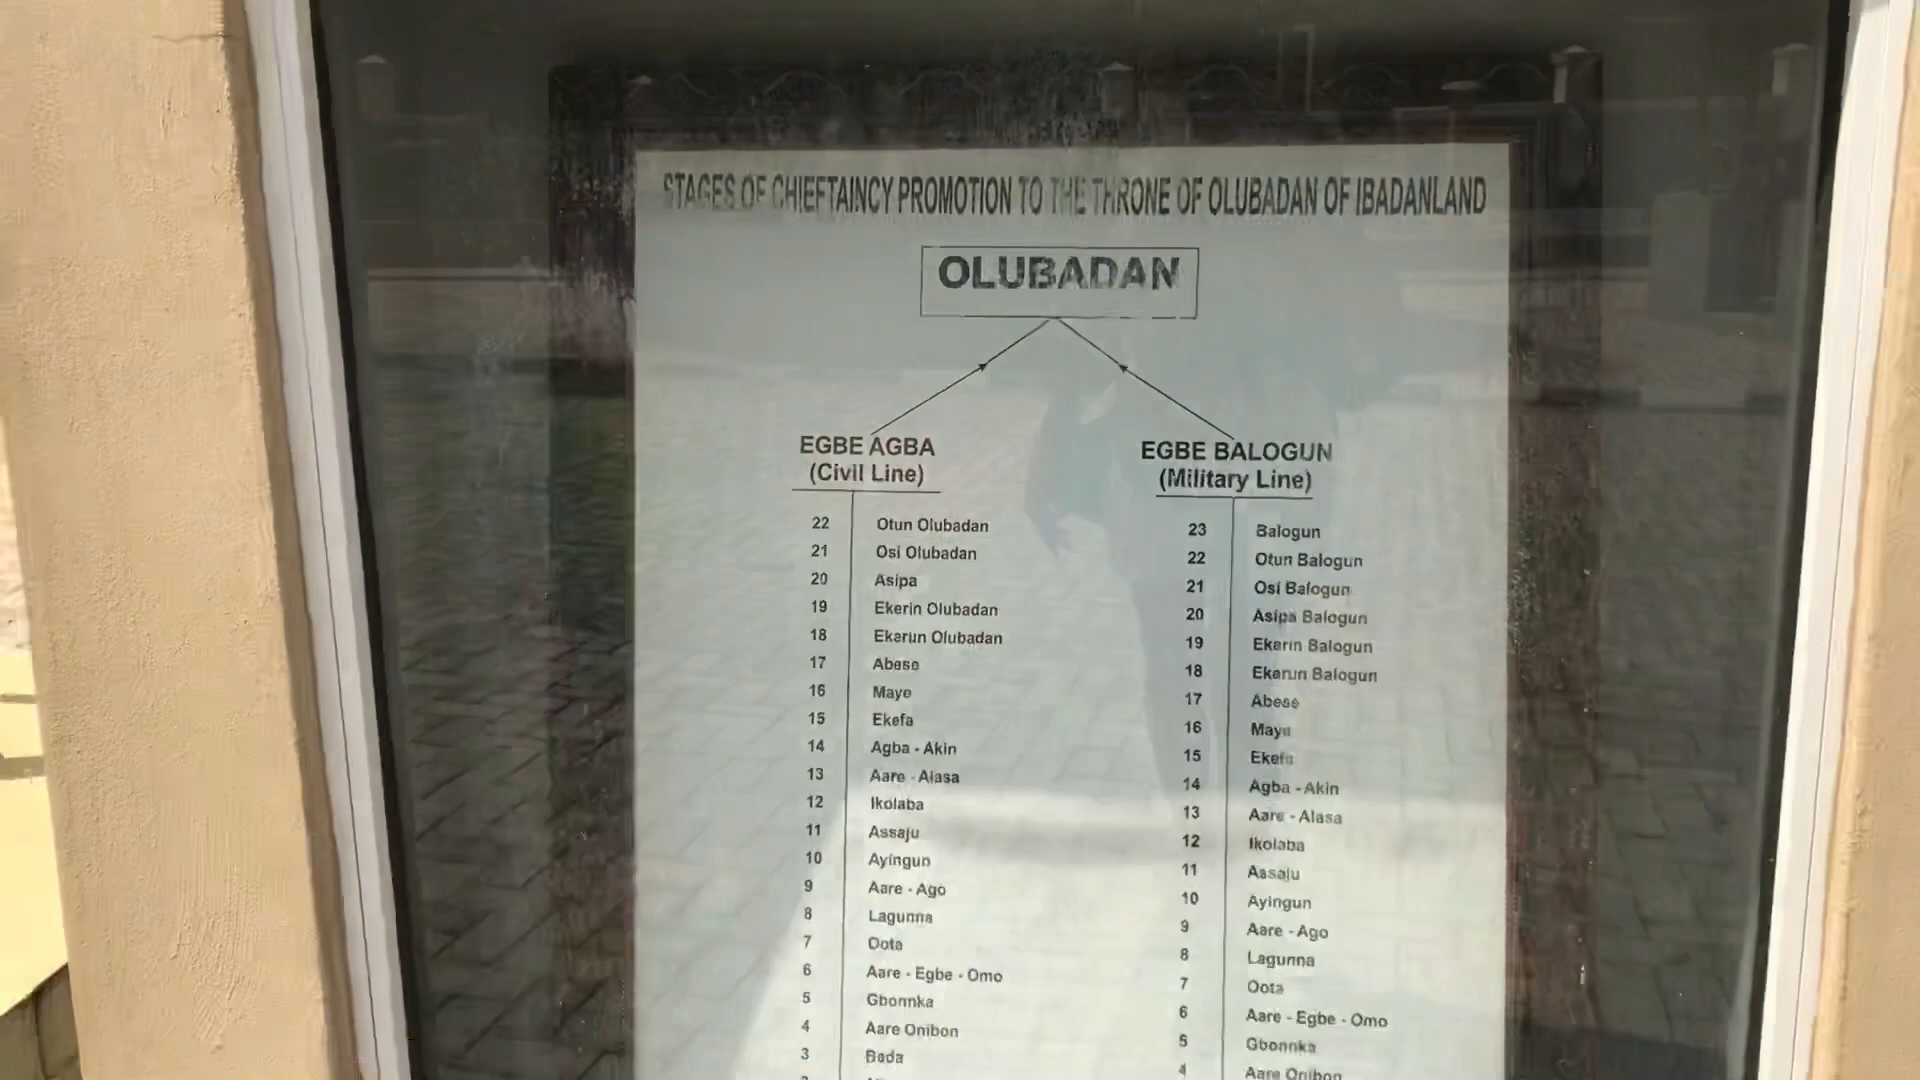 STAGES OF CHIEFTAINCY PROMOTION TO THE THRONE OF OLUBADAN OF IBADANLAND
OLUBADAN
EGBE AGBA
(Civil Line)
22 Otun Olubadan
21 Osi Olubadan
20 Asipa
19 Ekerin Olubadan
18 Ekarun Olubadan
17 Abese
16 Maye
15 Ekefa
14 Agba - Akin
13 Aare - Alasa
12 Ikolaba
11 Assaju
10 Ayingun
9 Aare - Ago
8 Lagunna
7 Oota
6 Aare - Egbe - Omo
5 Gbonnka
4 Aare Onibon
3 Bada
EGBE BALOGUN
(Military Line)
23 Balogun
22 Otun Balogun
21 Osi Balogun
20 Asipa Balogun
19 Ekerin Balogun
18 Ekarun Balogun
17 Abese
16 Maye
15 Ekefa
14 Agba - Akin
13 Aare - Alasa
12 Ikolaba
11 Assaju
10 Ayingun
9 Aare - Ago
8 Lagunna
7 Oota
6 Aare - Egbe - Omo
5 Gbonnka
4 Aare Onibon